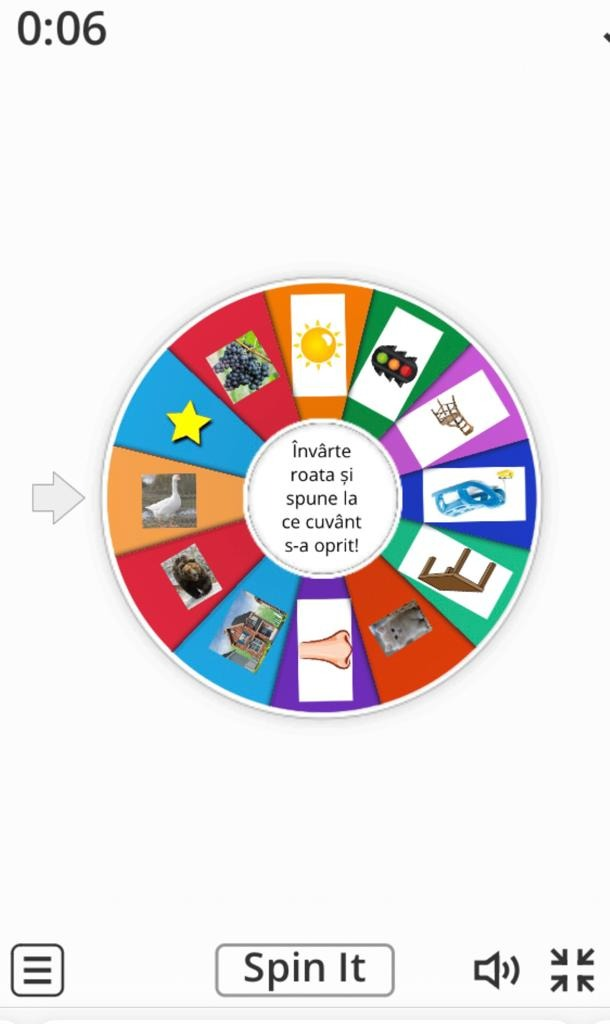 0:06
Învârte
roata și
spune la
ce cuvânt
s-a oprit!
Spin It